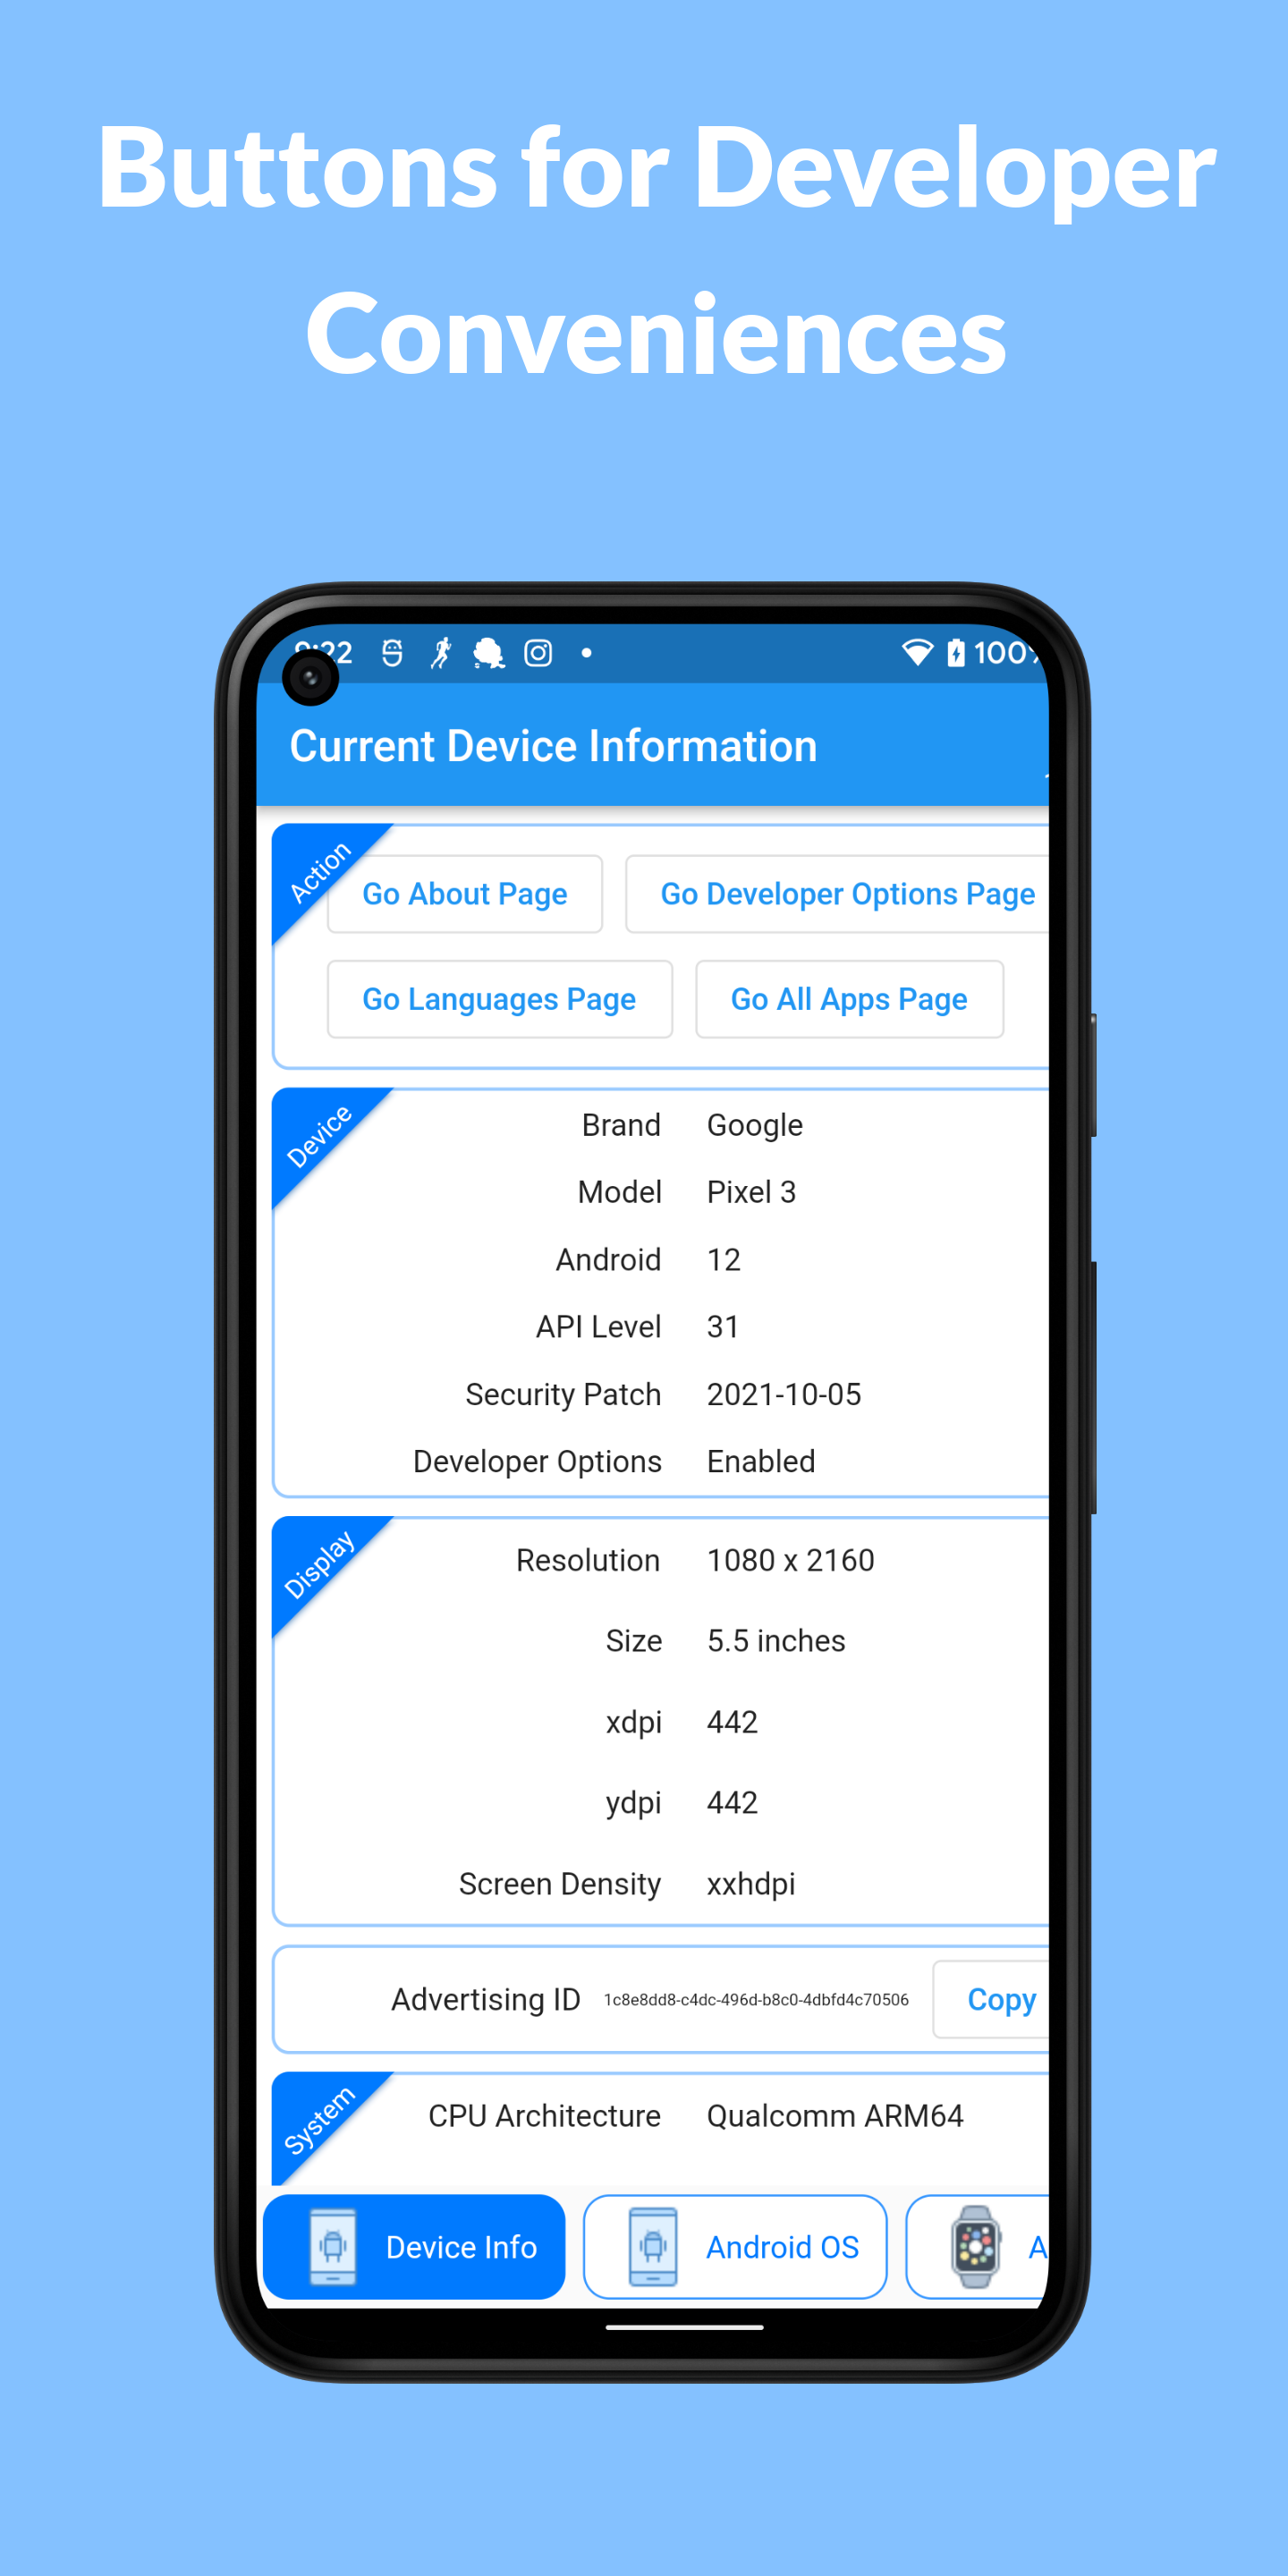 Buttons for Developer
Conveniences
22
100%
Current Device Information
Action
Go About Page
Go Developer Options Page
Go Languages Page
Go All Apps Page
Device
Brand Google
Model Pixel 3
Android 12
API Level 31
Security Patch 2021-10-05
Developer Options Enabled
Display
Resolution 1080 x 2160
Size 5.5 inches
xdpi 442
ydpi 442
Screen Density xxhdpi
Advertising ID 1c8e8dd8-c4dc-496d-b8c0-4dbfd4c70506 Copy
System
CPU Architecture Qualcomm ARM64
Device Info
Android OS
A